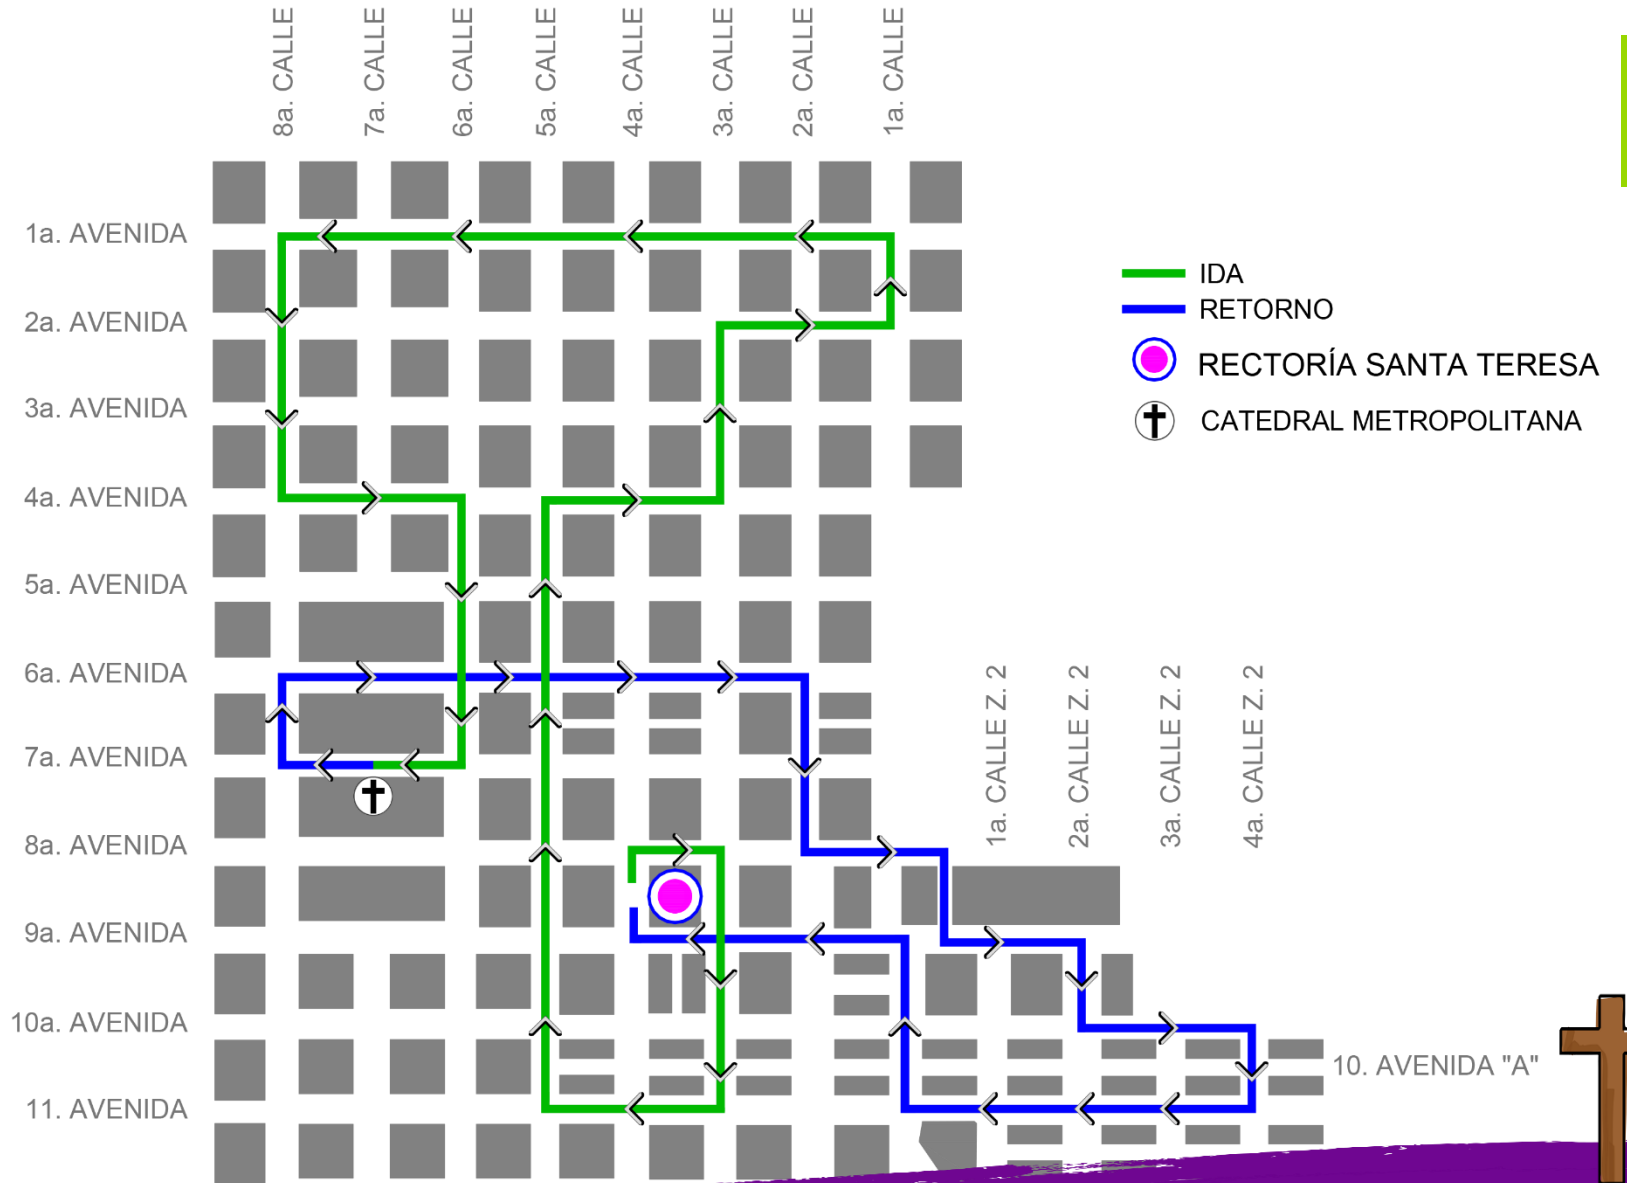 8a. CALLE
7a. CALLE
6a. CALLE
5a. CALLE
4a. CALLE
3a. CALLE
2a. CALLE
1a. CALLE
1a. AVENIDA
2a. AVENIDA
3a. AVENIDA
4a. AVENIDA
5a. AVENIDA
6a. AVENIDA
7a. AVENIDA
8a. AVENIDA
9a. AVENIDA
10a. AVENIDA
11. AVENIDA
IDA
RETORNO
RECTORÍA SANTA TERESA
CATEDRAL METROPOLITANA
1a. CALLE Z. 2
2a. CALLE Z. 2
3a. CALLE Z. 2
4a. CALLE Z. 2
10. AVENIDA "A"